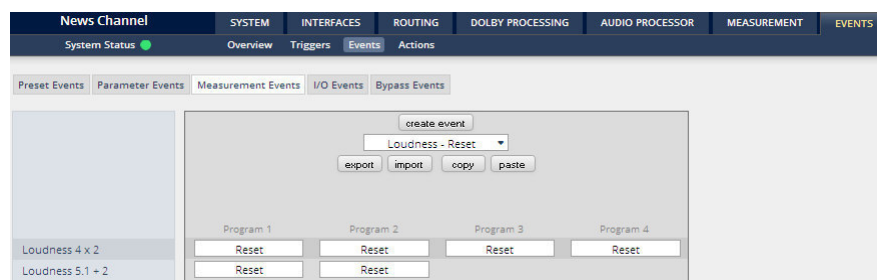 News Channel SYSTEM INTERFACES ROUTING DOLBY PROCESSING AUDIO PROCESSOR MEASUREMENT EVENTS
System Status Overview Triggers Events Actions
Preset Events Parameter Events Measurement Events I/O Events Bypass Events
create event
Loudness - Reset
export import copy paste
Program 1 Program 2 Program 3 Program 4
Loudness 4 x 2 Reset Reset Reset Reset
Loudness 5.1 + 2 Reset Reset